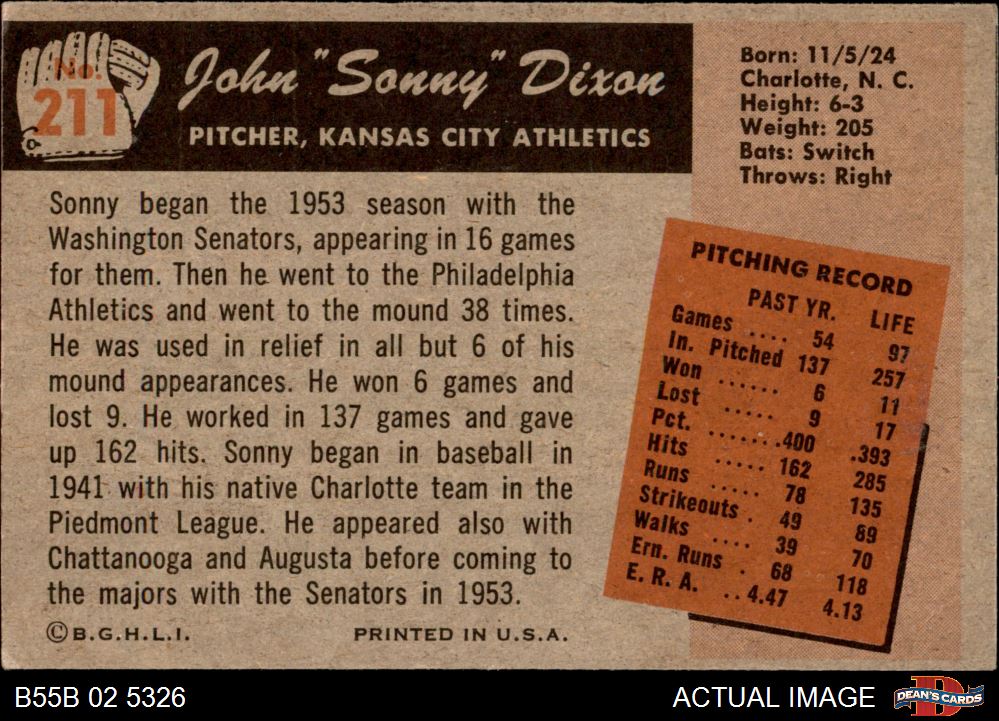 No.
211
John "Sonny" Dixon
PITCHER, KANSAS CITY ATHLETICS
Born: 11/5/24
Charlotte, N. C.
Height: 6-3
Weight: 205
Bats: Switch
Throws: Right
Sonny began the 1953 season with the
Washington Senators, appearing in 16 games
for them. Then he went to the Philadelphia
Athletics and went to the mound 38 times.
He was used in relief in all but 6 of his
mound appearances. He won 6 games and
lost 9. He worked in 137 games and gave
up 162 hits. Sonny began in baseball in
1941 with his native Charlotte team in the
Piedmont League. He appeared also with
Chattanooga and Augusta before coming to
the majors with the Senators in 1953.
©B.G.H.L.I. PRINTED IN U.S.A.
PITCHING RECORD
PAST YR. LIFE
Games .... 54 97
In. Pitched 137 257
Won ...... 6 11
Lost ..... 9 17
Pct. .......400 .393
Hits ..... 162 285
Runs ..... 78 135
Strikeouts . 49 89
Walks .... 39 70
Ern. Runs . 68 118
E. R. A. ..4.47 4.13
B55B 02 5326
ACTUAL IMAGE
D
DEAN'S CARDS